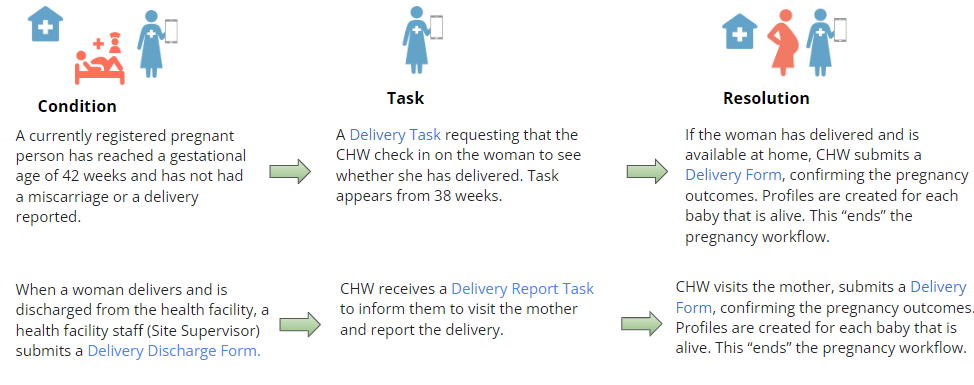 Condition
Task
Resolution
A currently registered pregnant
person has reached a gestational
age of 42 weeks and has not had
a miscarriage or a delivery
reported.
A Delivery Task requesting that the
CHW check in on the woman to see
whether she has delivered. Task
appears from 38 weeks.
If the woman has delivered and is
available at home, CHW submits a
Delivery Form, confirming the pregnancy
outcomes. Profiles are created for each
baby that is alive. This “ends” the
pregnancy workflow.
When a woman delivers and is
discharged from the health facility, a
health facility staff (Site Supervisor)
submits a Delivery Discharge Form.
CHW receives a Delivery Report Task
to inform them to visit the mother
and report the delivery.
CHW visits the mother, submits a Delivery
Form, confirming the pregnancy outcomes.
Profiles are created for each baby that is
alive. This “ends” the pregnancy workflow.